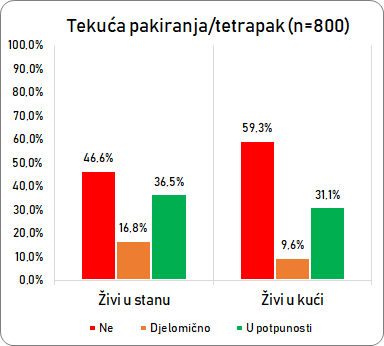 Tekuća pakiranja/tetrapak (n=800)
100,0%
90,0%
80,0%
70,0%
60,0%
50,0%
40,0%
30,0%
20,0%
10,0%
0,0%
46,6%
16,8%
36,5%
59,3%
9,6%
31,1%
Živi u stanu
Živi u kući
Ne
Djelomično
U potpunosti